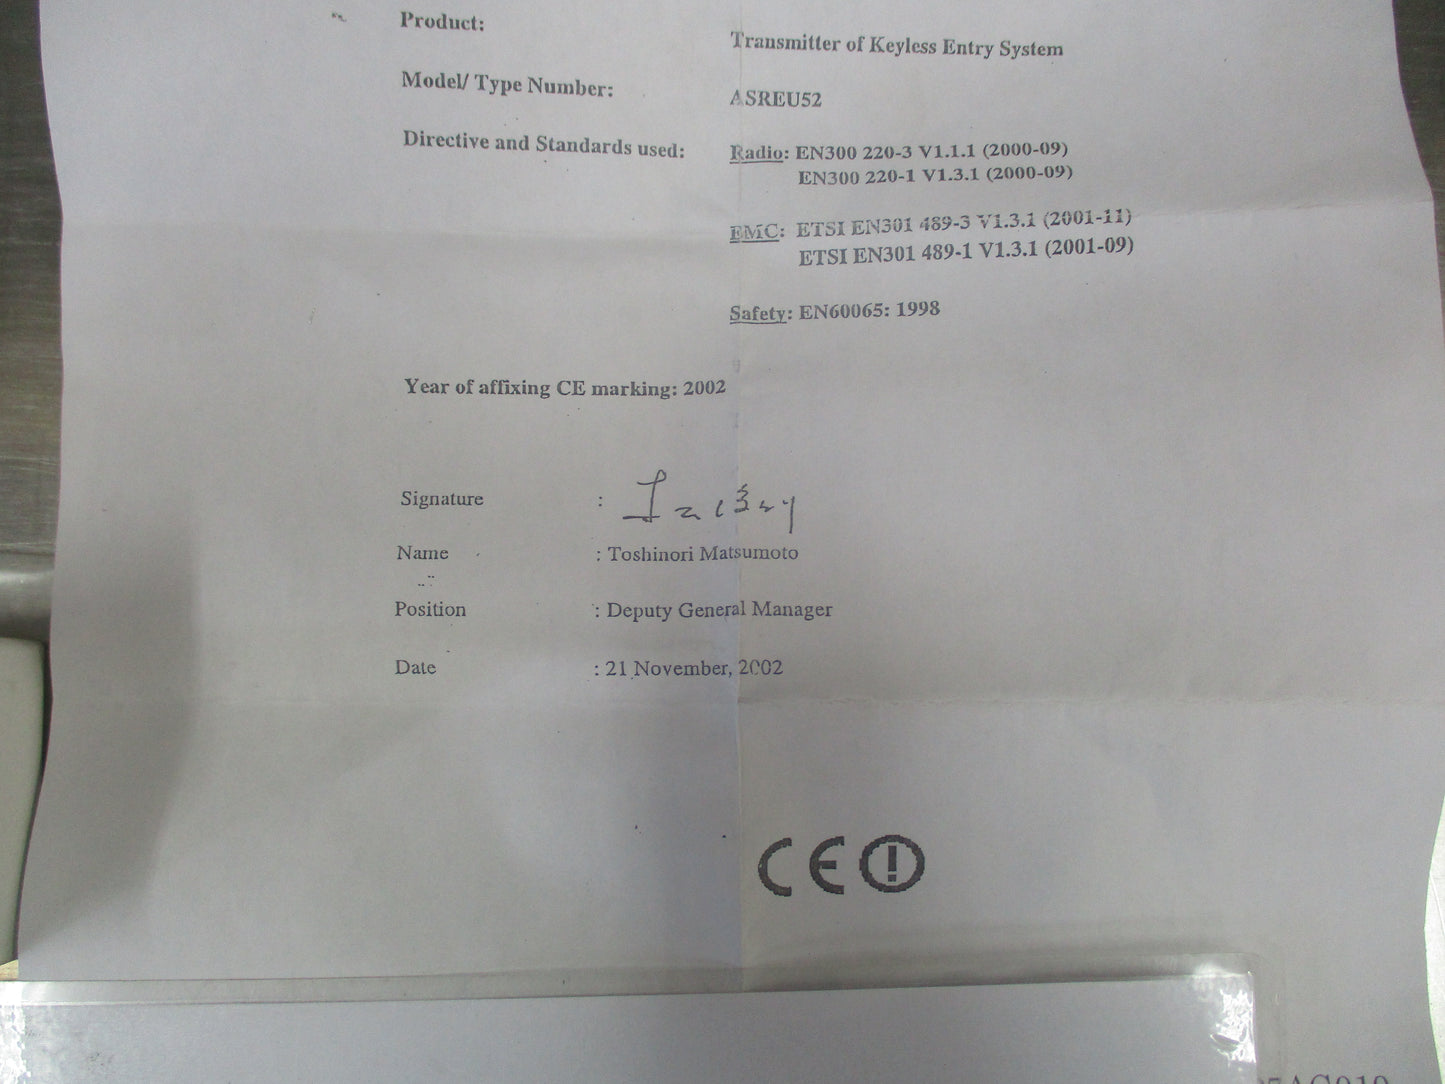 Product:
Transmitter of Keyless Entry System
Model/ Type Number:
ASREU52
Directive and Standards used:
Radio: EN300 220-3 V1.1.1 (2000-09)
EN300 220-1 V1.3.1 (2000-09)
EMC: ETSI EN301 489-3 V1.3.1 (2001-11)
ETSI EN301 489-1 V1.3.1 (2001-09)
Safety: EN60065: 1998
Year of affixing CE marking: 2002
Signature :
Name : Toshinori Matsumoto
Position : Deputy General Manager
Date : 21 November, 2002
CE